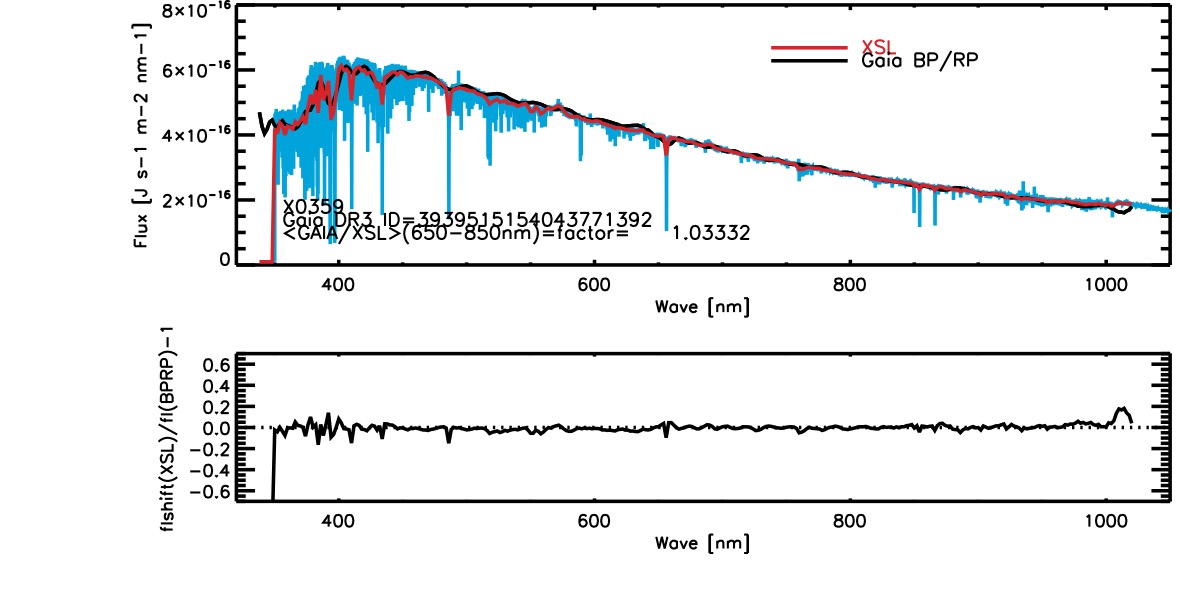 8×10−16
6×10−16
4×10−16
2×10−16
0
Flux [J s−1 m−2 nm−1]
XSL
Gaia BP/RP
X0359
Gaia DR3 ID=3939515154043771392
<GAIA/XSL>(650−850nm)=factor= 1.03332
400 600 800 1000
Wave [nm]
flshift(XSL)/fl(BPRP)−1
0.6
0.4
0.2
0.0
−0.2
−0.4
−0.6
400 600 800 1000
Wave [nm]